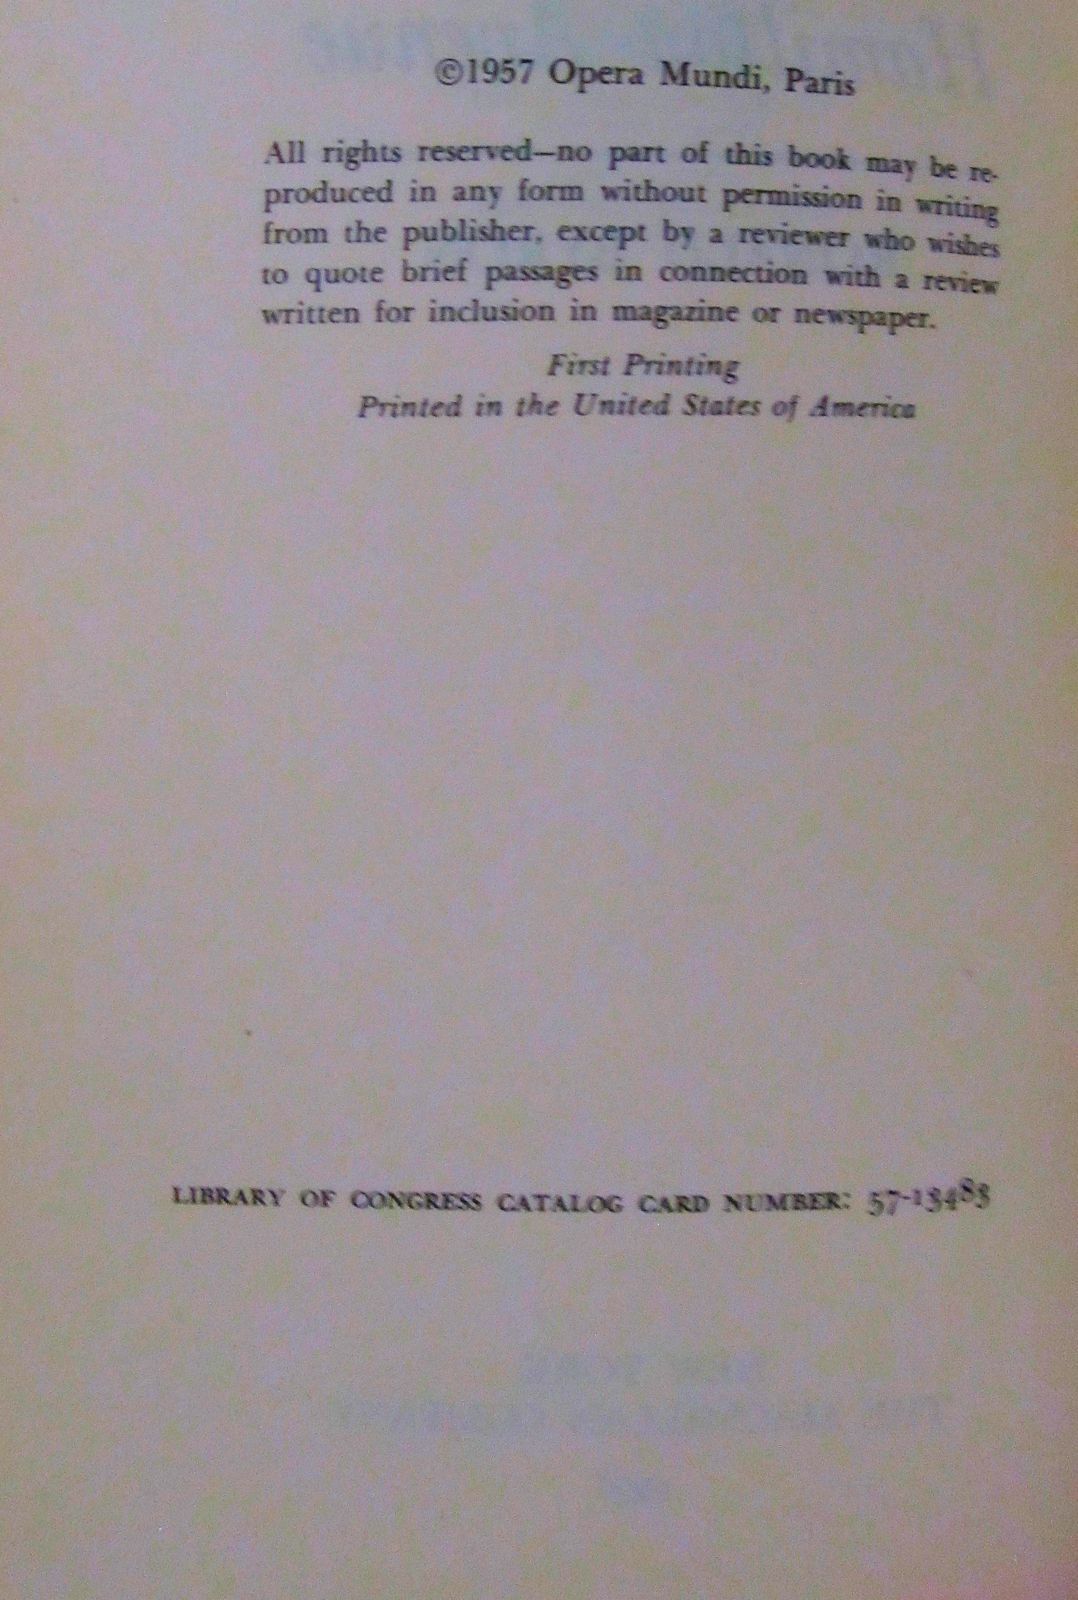 ©1957 Opera Mundi, Paris
All rights reserved—no part of this book may be re-
produced in any form without permission in writing
from the publisher, except by a reviewer who wishes
to quote brief passages in connection with a review
written for inclusion in magazine or newspaper.
First Printing
Printed in the United States of America
LIBRARY OF CONGRESS CATALOG CARD NUMBER: 57-13483